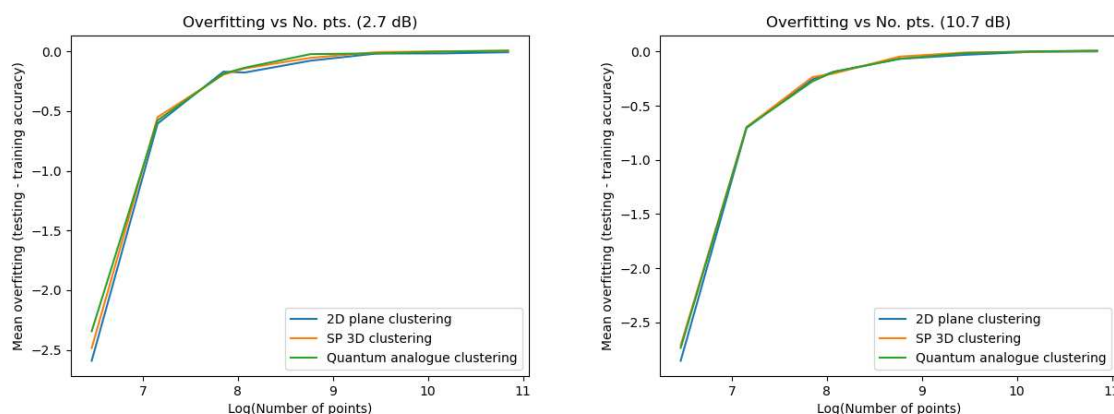 Overfitting vs No. pts. (2.7 dB)
Mean overfitting (testing - training accuracy)
0.0
−0.5
−1.0
−1.5
−2.0
−2.5
2D plane clustering
SP 3D clustering
Quantum analogue clustering
7
8
9
10
11
Log(Number of points)
Overfitting vs No. pts. (10.7 dB)
Mean overfitting (testing - training accuracy)
0.0
−0.5
−1.0
−1.5
−2.0
−2.5
2D plane clustering
SP 3D clustering
Quantum analogue clustering
7
8
9
10
11
Log(Number of points)